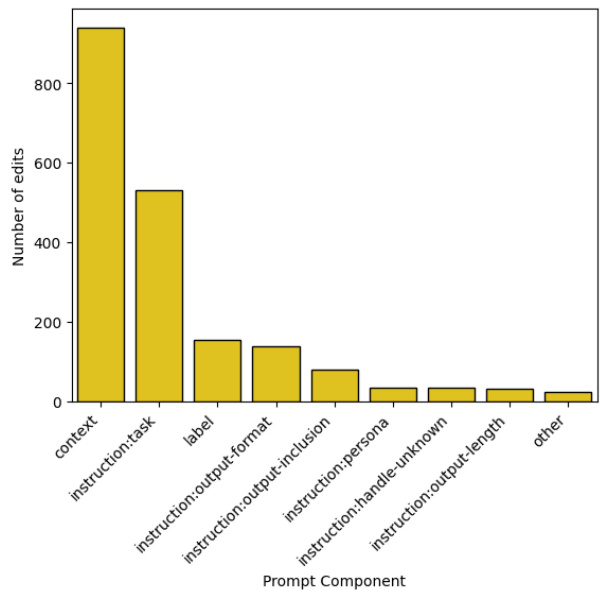 800
600
400
200
0
Number of edits
context
instruction:task
label
instruction:output-format
instruction:output-inclusion
instruction:persona
instruction:handle-unknown
instruction:output-length
other
Prompt Component